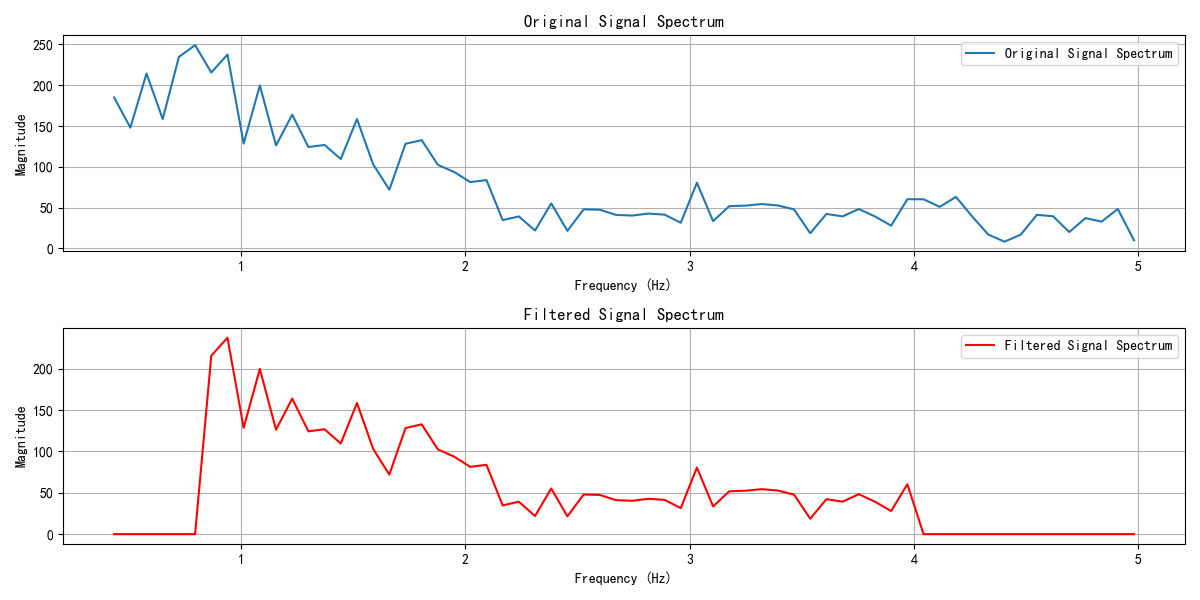 Original Signal Spectrum
Original Signal Spectrum
250
200
150
100
50
0
Magnitude
1 2 3 4 5
Frequency (Hz)
Filtered Signal Spectrum
Filtered Signal Spectrum
200
150
100
50
0
Magnitude
1 2 3 4 5
Frequency (Hz)